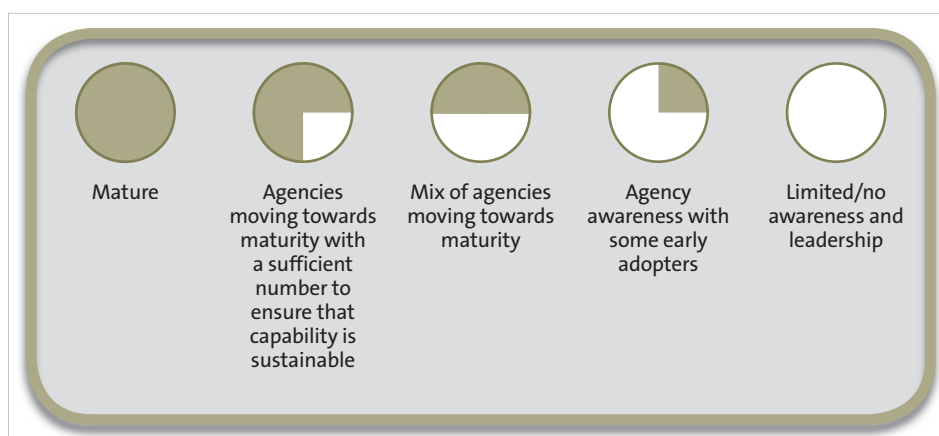 Mature
Agencies
moving towards
maturity with
a sufficient
number to
ensure that
capability is
sustainable
Mix of agencies
moving towards
maturity
Agency
awareness with
some early
adopters
Limited/no
awareness and
leadership